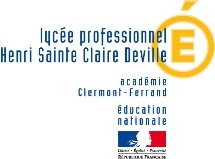 lycée professionnel
Henri Sainte Claire Deville
académie
Clermont-Ferrand
éducation
nationale
Liberté • Égalité • Fraternité
RÉPUBLIQUE FRANÇAISE